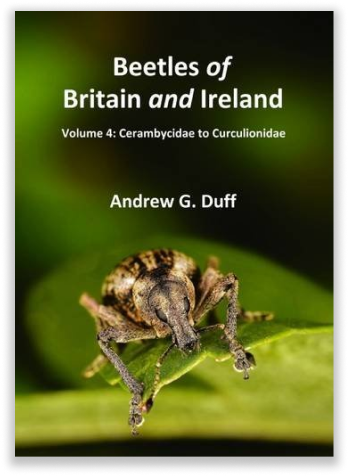 Beetles of
Britain and Ireland
Volume 4: Cerambycidae to Curculionidae
Andrew G. Duff